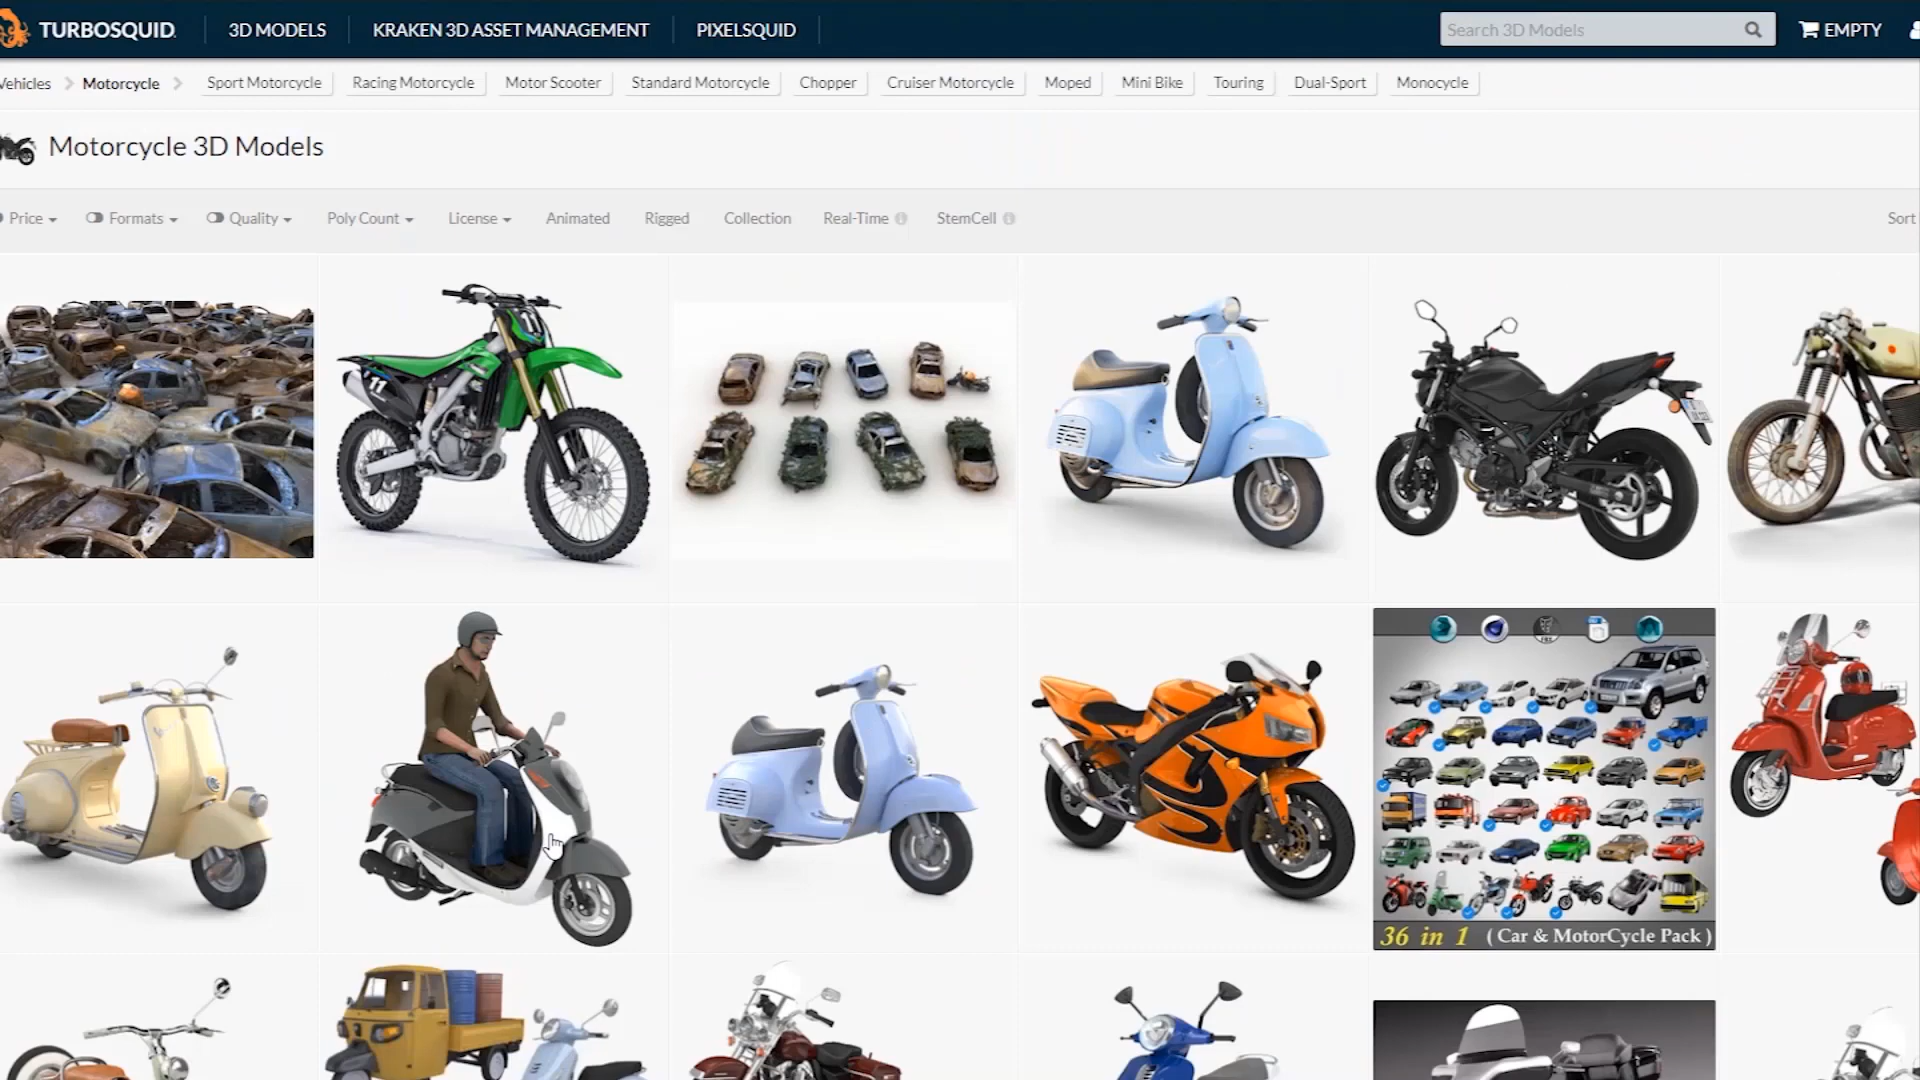 TURBOSQUID
3D MODELS
KRAKEN 3D ASSET MANAGEMENT
PIXELSQUID
Search 3D Models
EMPTY
Vehicles
Motorcycle
Sport Motorcycle
Racing Motorcycle
Motor Scooter
Standard Motorcycle
Chopper
Cruiser Motorcycle
Moped
Mini Bike
Touring
Dual-Sport
Monocycle
Motorcycle 3D Models
Price
Formats
Quality
Poly Count
License
Animated
Rigged
Collection
Real-Time
StemCell
Sort
11
11
36 in 1 (Car & MotorCycle Pack)